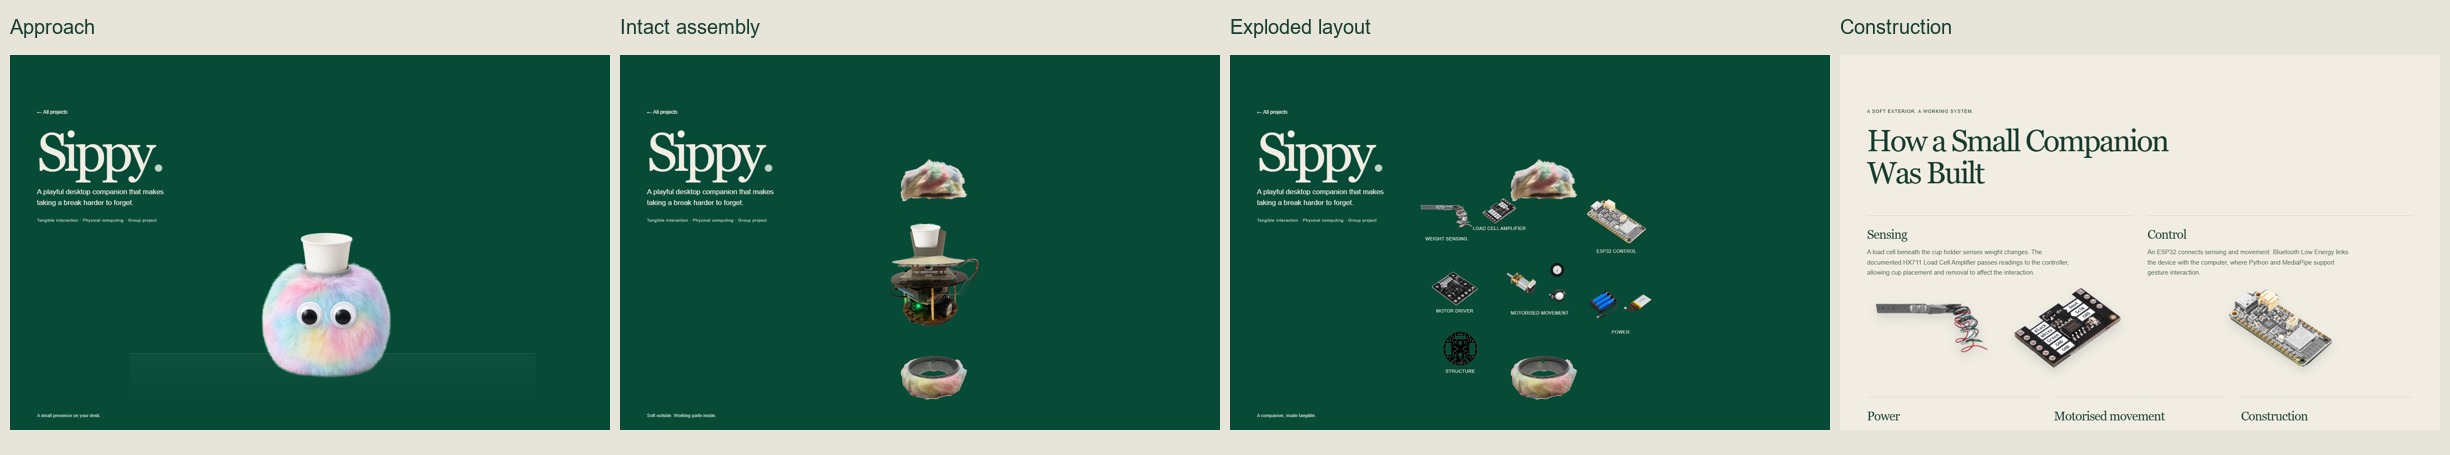 Approach
← All projects
Sippy.
A playful desktop companion that makes
taking a break harder to forget.
Tangible interaction · Physical computing · Group project
A small presence on your desk.
Intact assembly
← All projects
Sippy.
A playful desktop companion that makes
taking a break harder to forget.
Tangible interaction · Physical computing · Group project
Soft outside. Working parts inside.
Exploded layout
← All projects
Sippy.
A playful desktop companion that makes
taking a break harder to forget.
Tangible interaction · Physical computing · Group project
WEIGHT SENSING
LOAD CELL AMPLIFIER
ESP32 CONTROL
MOTOR DRIVER
MOTORISED MOVEMENT
POWER
STRUCTURE
A companion, made tangible.
Construction
A SOFT EXTERIOR. A WORKING SYSTEM.
How a Small Companion
Was Built
Sensing
A load cell beneath the cup holder senses weight changes. The
documented HX711 Load Cell Amplifier passes readings to the controller,
allowing cup placement and removal to affect the interaction.
Control
An ESP32 connects sensing and movement. Bluetooth Low Energy links
the device with the computer, where Python and MediaPipe support
gesture interaction.
Power
Motorised movement
Construction